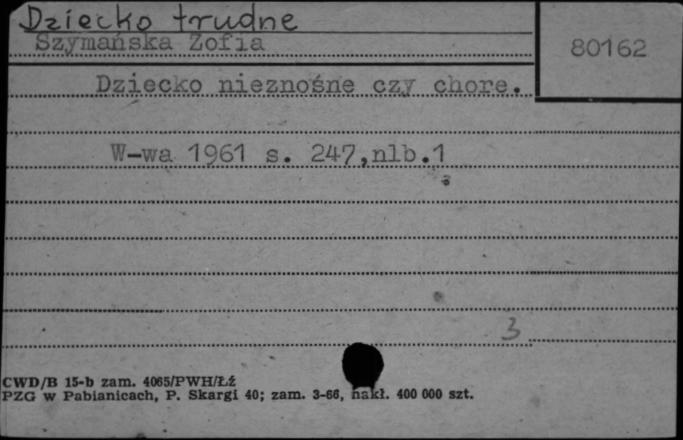 Dziecko trudne
Szymańska Zofia
80162
Dziecko nieznośne czy chore.
W-wa 1961 s. 247,nlb.1
3
CWD/B 15-b zam. 4065/PWH/Łź
PZG w Pabianicach, P. Skargi 40; zam. 3-66, nakł. 400 000 szt.